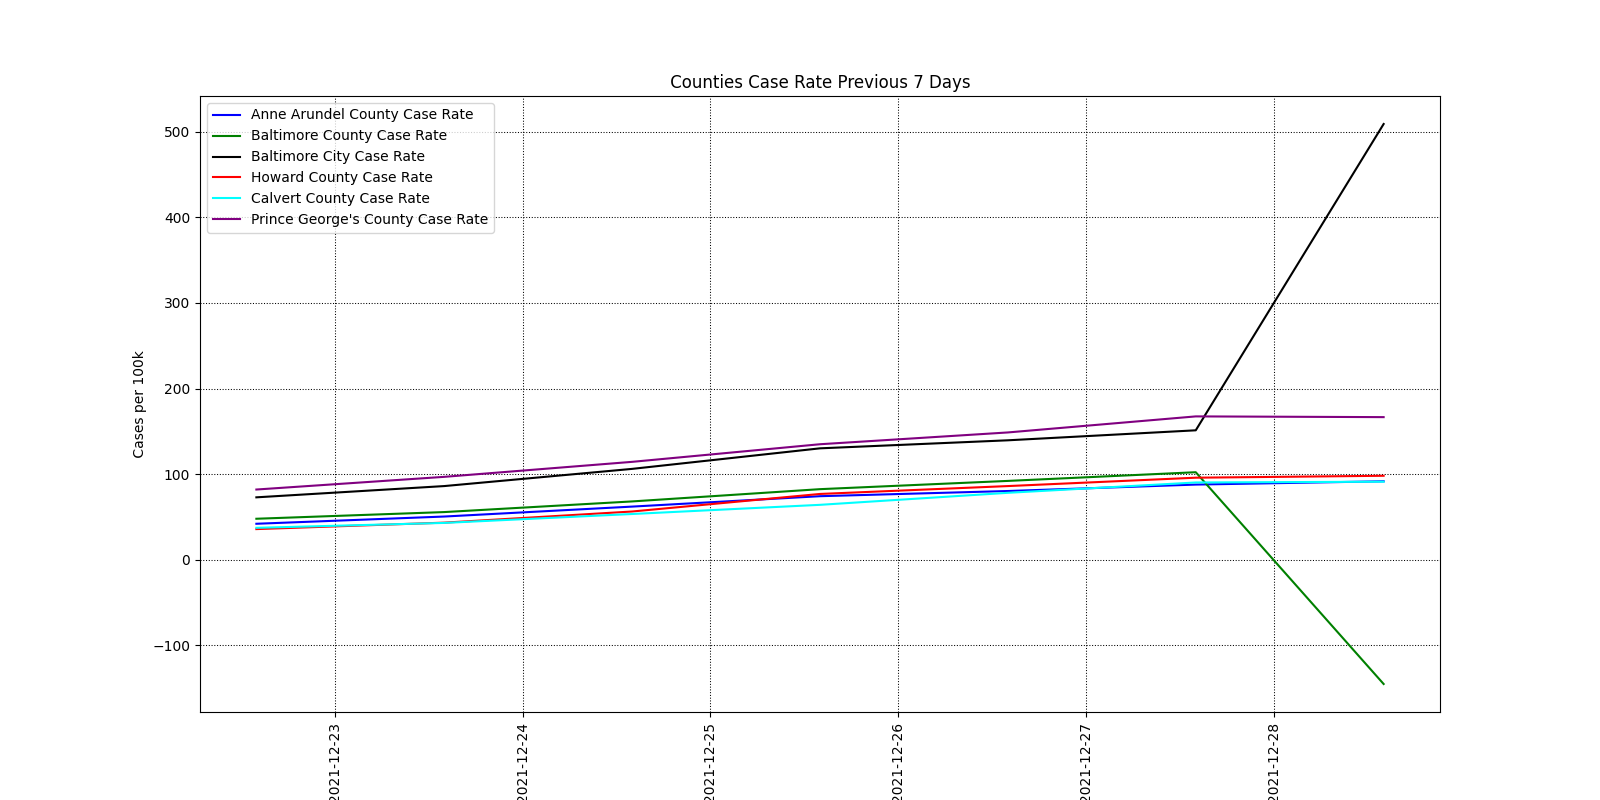 Counties Case Rate Previous 7 Days
Anne Arundel County Case Rate
Baltimore County Case Rate
Baltimore City Case Rate
Howard County Case Rate
Calvert County Case Rate
Prince George's County Case Rate
500
400
300
200
100
0
−100
Cases per 100k
2021-12-23
2021-12-24
2021-12-25
2021-12-26
2021-12-27
2021-12-28